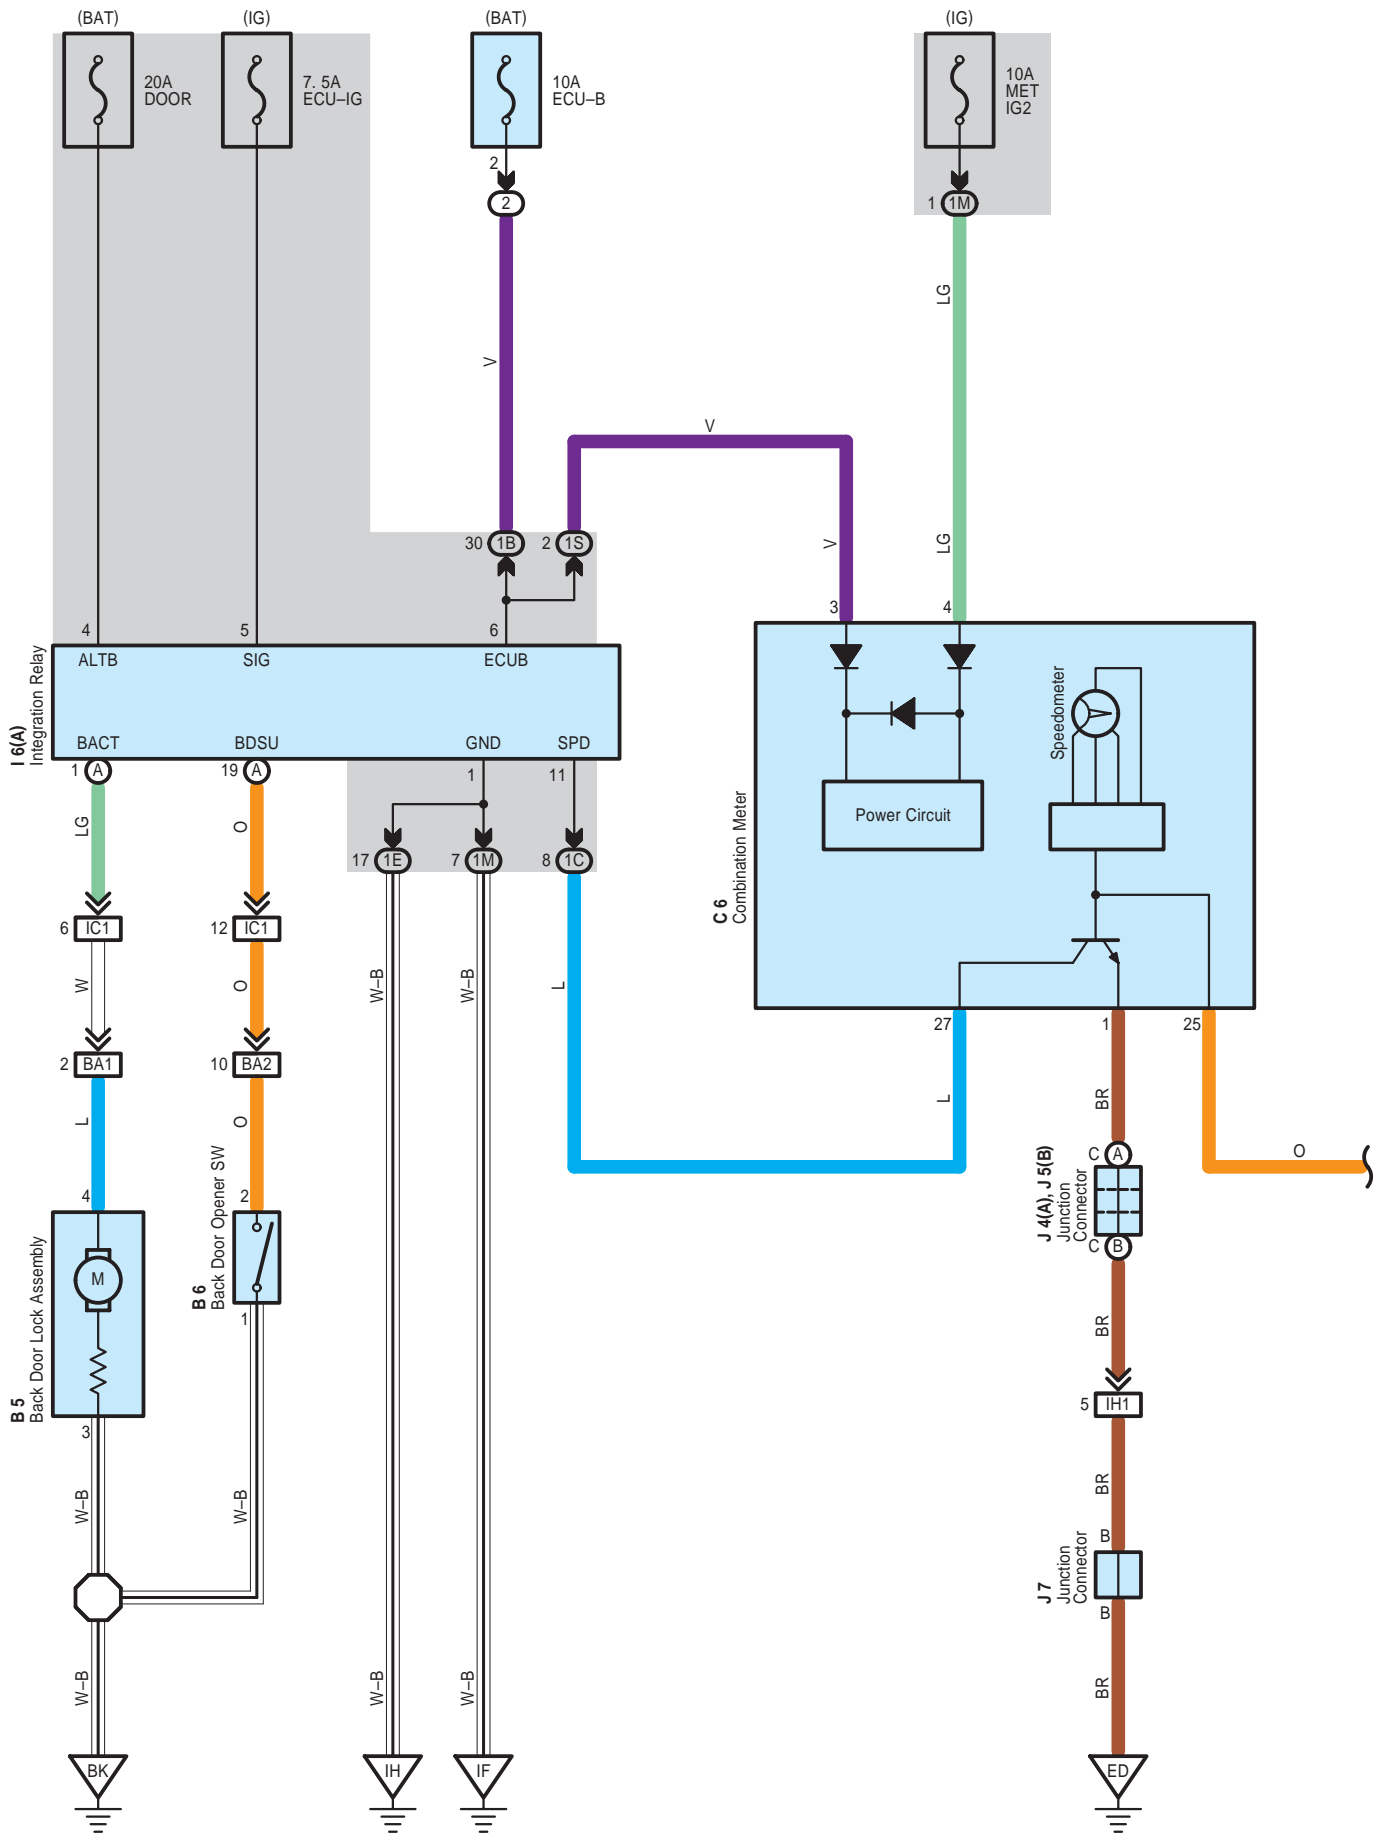 (BAT)
(IG)
(BAT)
(IG)
20A
DOOR
7. 5A
ECU–IG
10A
ECU–B
10A
MET
IG2
2
2
1
1M
LG
V
V
30
1B
2
1S
V
LG
3
4
4
5
6
ALTB
SIG
ECUB
I 6(A)
Integration Relay
BACT
BDSU
GND
SPD
1
A
19
A
1
11
Speedometer
Power Circuit
C 6
Combination Meter
LG
O
17
1E
7
1M
8
1C
6
IC1
12
IC1
W
O
W–B
W–B
L
27
1
25
2
BA1
10
BA2
L
O
L
BR
O
C
A
J 4(A), J 5(B)
Junction
Connector
C
B
4
2
B 5
Back Door Lock Assembly
M
B 6
Back Door Opener SW
1
3
BR
5
IH1
W–B
W–B
BR
B
J 7
Junction
Connector
B
W–B
W–B
W–B
BR
BK
IH
IF
ED